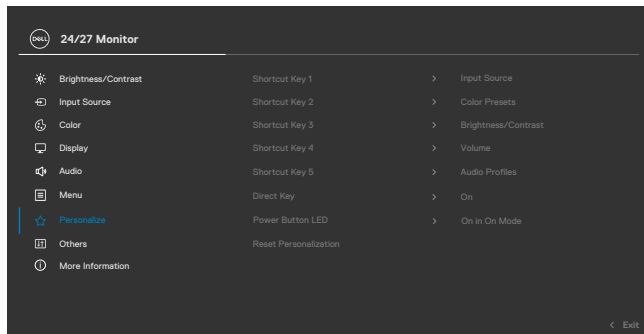 DELL 24/27 Monitor
Brightness/Contrast Shortcut Key 1 > Input Source
Input Source Shortcut Key 2 > Color Presets
Color Shortcut Key 3 > Brightness/Contrast
Display Shortcut Key 4 > Volume
Audio Shortcut Key 5 > Audio Profiles
Menu Direct Key > On
Personalize Power Button LED > On in On Mode
Others Reset Personalization
More Information
< Exit